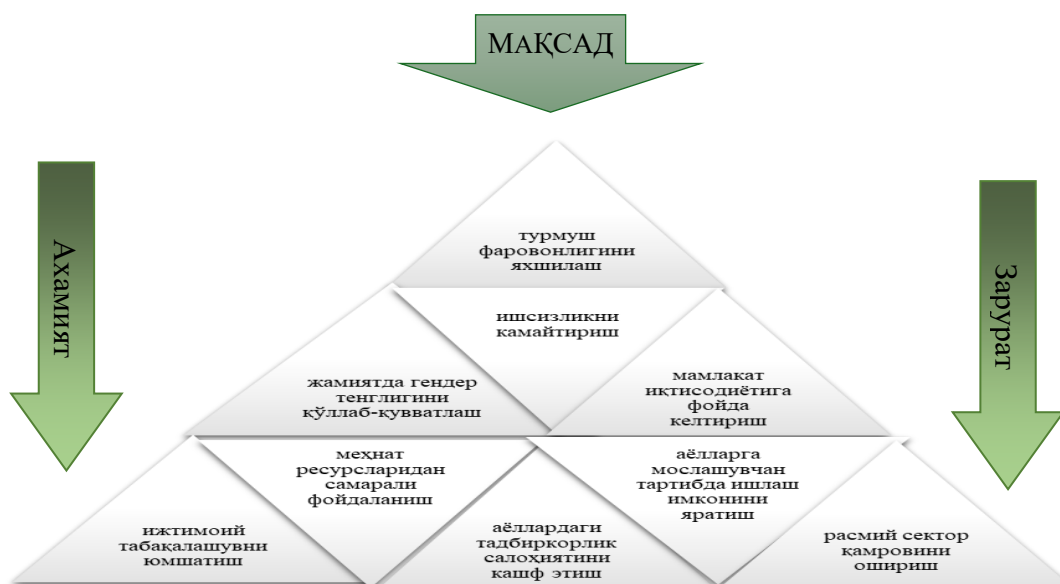 МАҚСАД
Ахамият
Зарурат
турмуш
фаровонлигини
яхшилаш
ишсизликни
камайтириш
жамиятда гендер
тенглигини
қўллаб-қувватлаш
мамлакат
иқтисодиётига
фойда
келтириш
меҳнат
ресурсларидан
самарали
фойдаланиш
аёлларга
мослашувчан
тартибда ишлаш
имконини
яратиш
ижтимоий
табақалашувни
юмшатиш
аёллардаги
тадбиркорлик
салоҳиятини
кашф этиш
расмий сектор
қамровини
ошириш